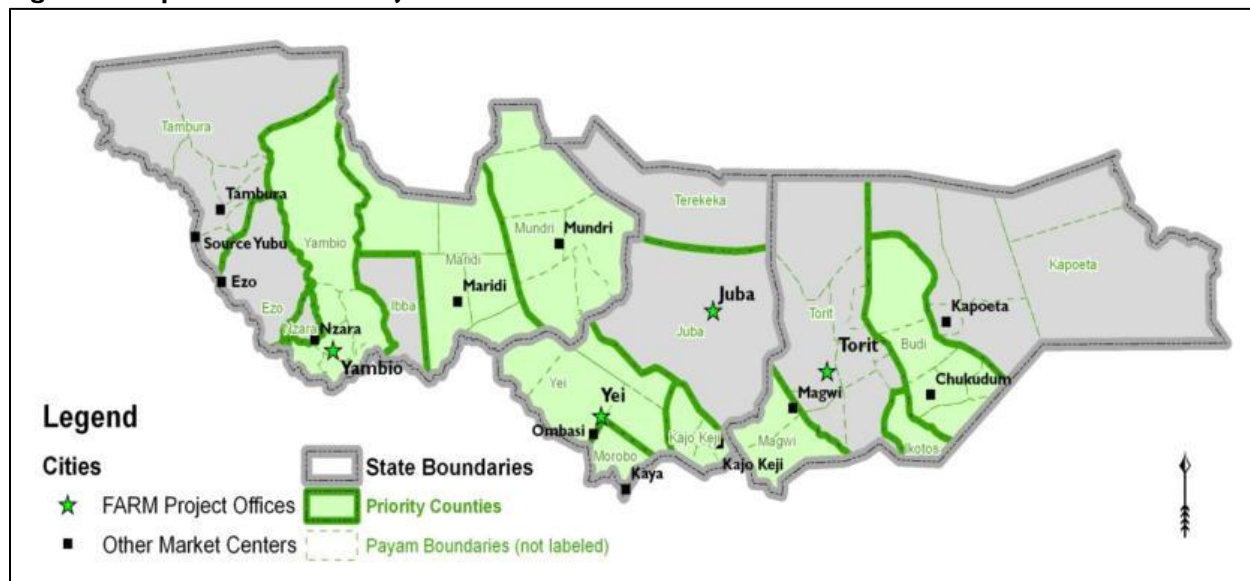 Tambura
Tambura
Source Yubu
Ezo
Ezo
Nzara
Nzara
Yambio
Yambio
Ibba
Maridi
Maridi
Mundri
Mundri
Terekeka
Juba
Juba
Yei
Yei
Ombasi
Morobo
Kaya
Kajo Keji
Kajo Keji
Torit
Torit
Magwi
Magwi
Budi
Kapoeta
Kapoeta
Chukudum
Ikotos
Legend
Cities
FARM Project Offices
Other Market Centers
State Boundaries
Priority Counties
Payam Boundaries (not labeled)